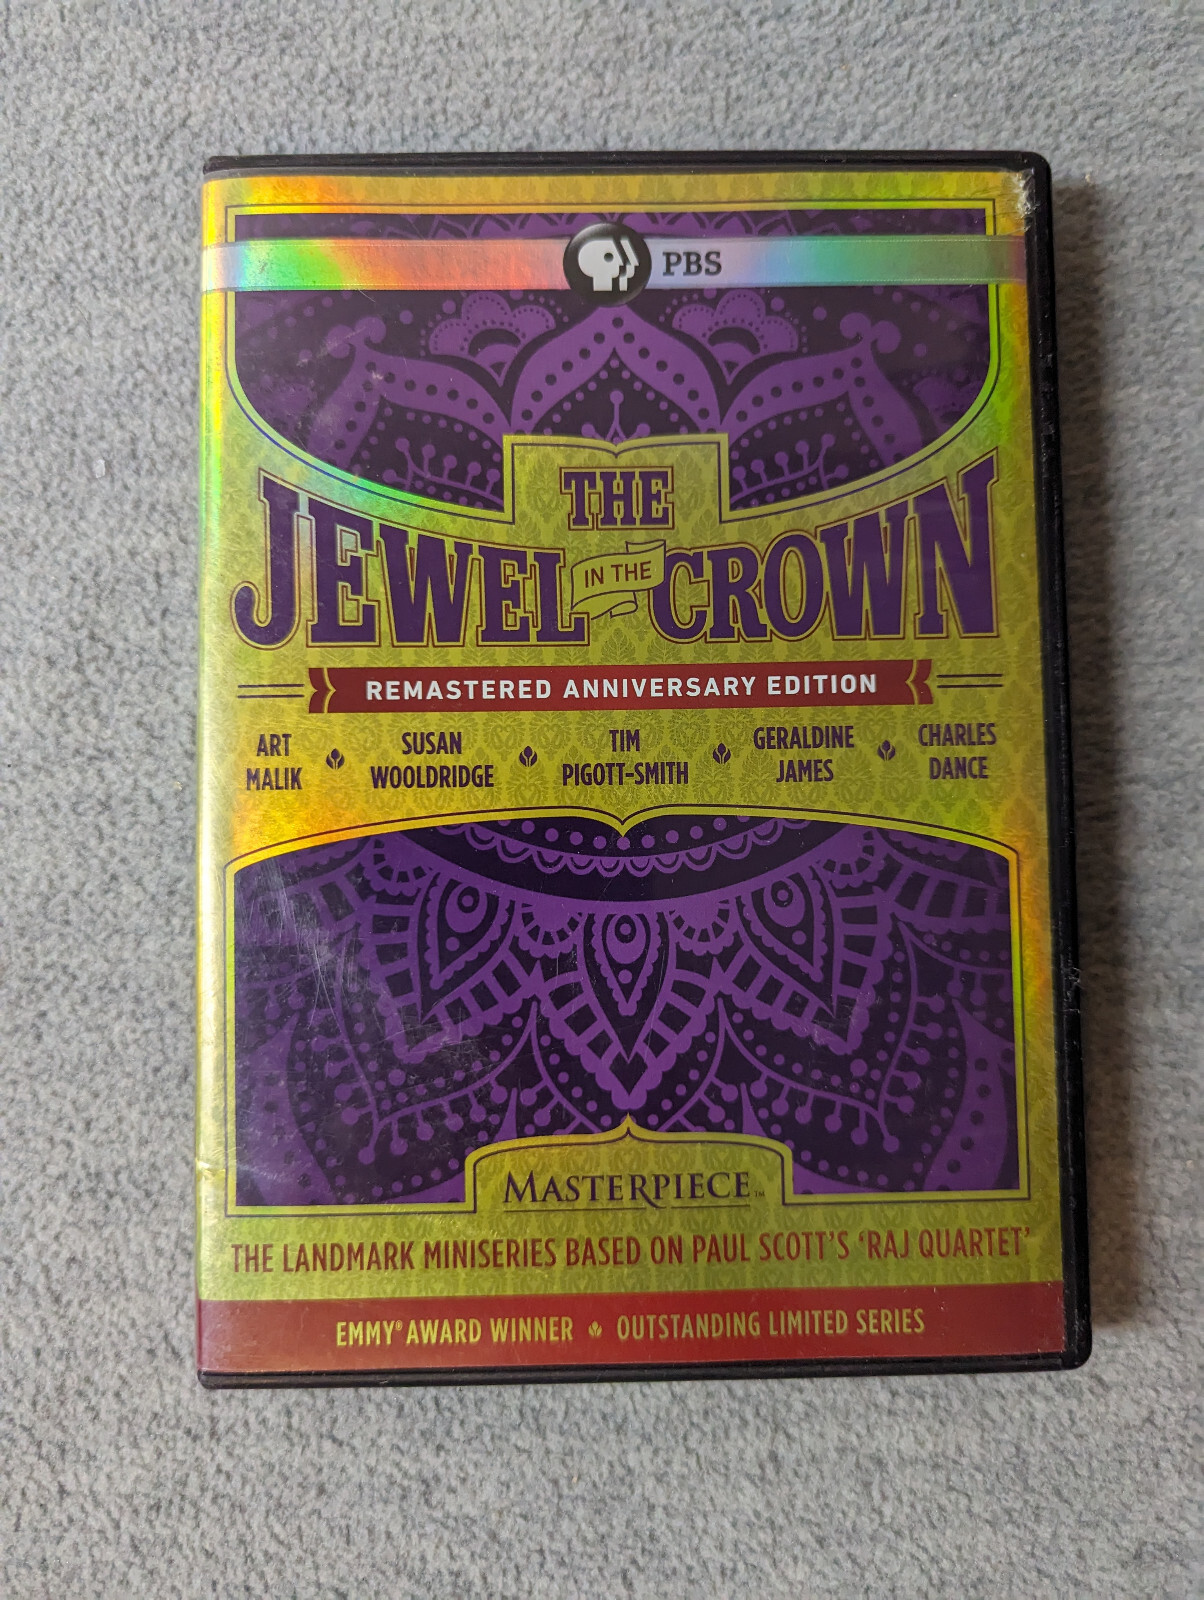 PBS
THE
JEWEL IN THE CROWN
REMASTERED ANNIVERSARY EDITION
ART MALIK
SUSAN WOOLDRIDGE
TIM PIGOTT-SMITH
GERALDINE JAMES
CHARLES DANCE
MASTERPIECE™
THE LANDMARK MINISERIES BASED ON PAUL SCOTT'S 'RAJ QUARTET'
EMMY® AWARD WINNER OUTSTANDING LIMITED SERIES